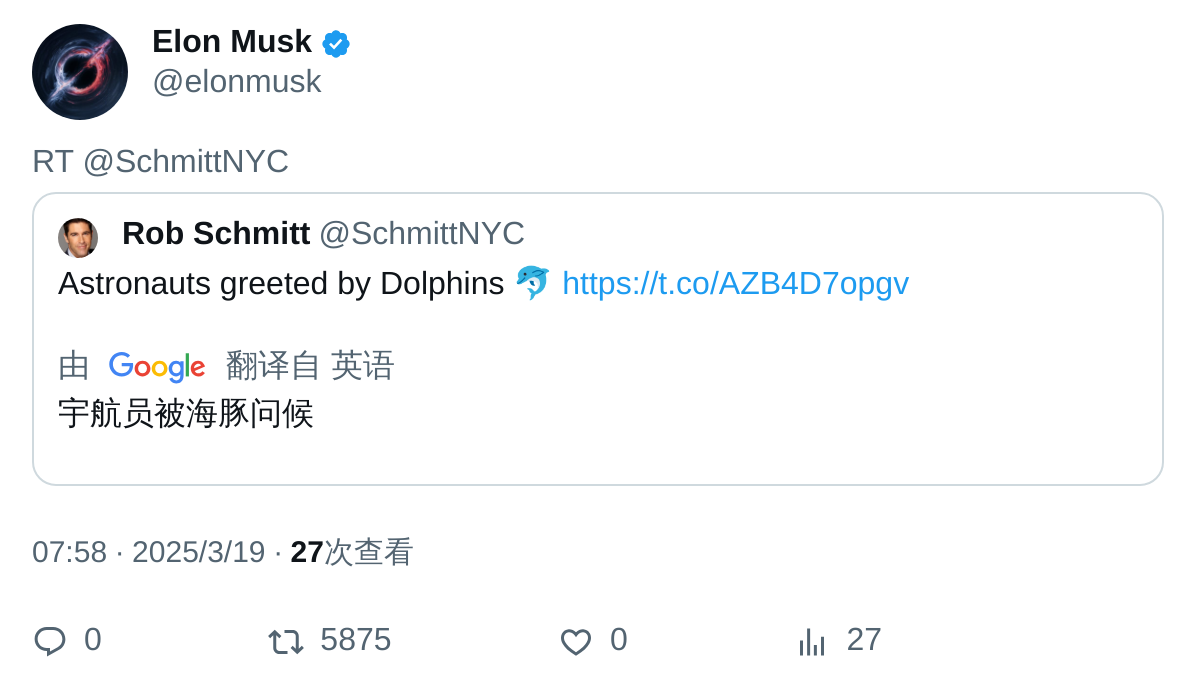 Elon Musk
@elonmusk
RT @SchmittNYC
Rob Schmitt @SchmittNYC
Astronauts greeted by Dolphins 🐬 https://t.co/AZB4D7opgv
由 Google 翻译自 英语
宇航员被海豚问候
07:58 · 2025/3/19 · 27次查看
0 5875 0 27